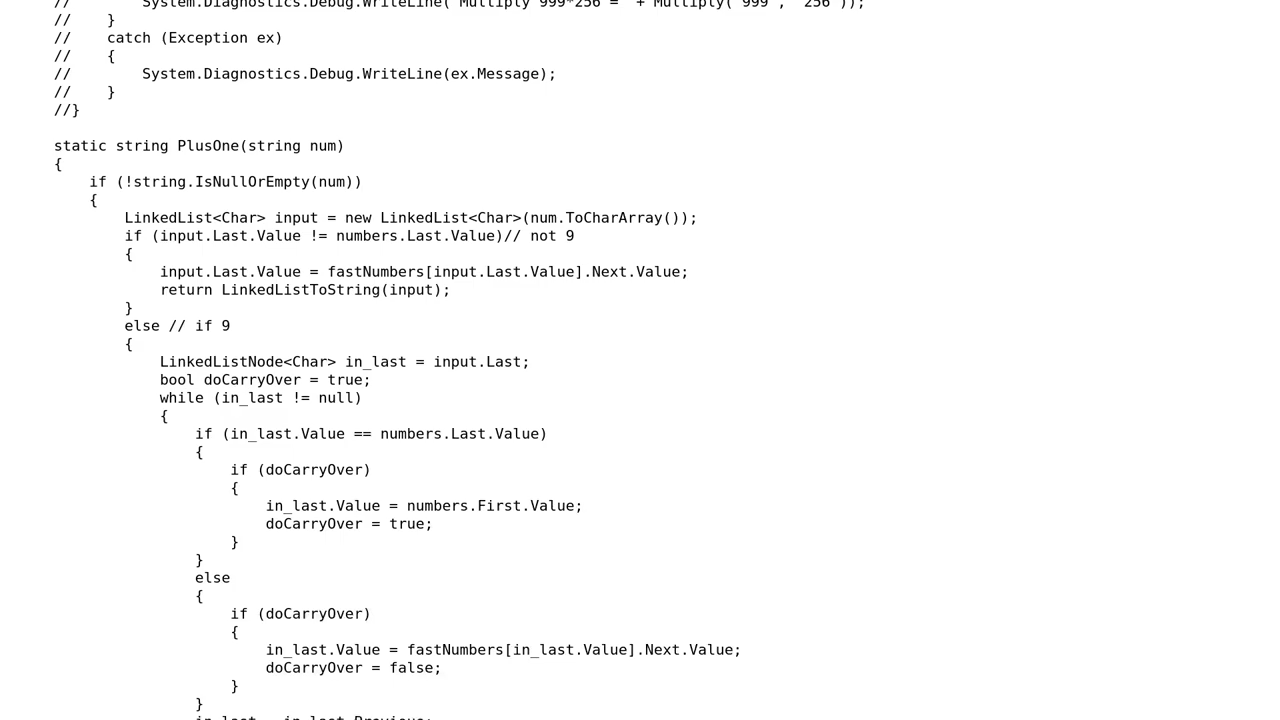 //        System.Diagnostics.Debug.WriteLine("Multiply 999*256 = " + Multiply("999", "256"));
//    }
//    catch (Exception ex)
//    {
//        System.Diagnostics.Debug.WriteLine(ex.Message);
//    }
//}
static string PlusOne(string num)
{
    if (!string.IsNullOrEmpty(num))
    {
        LinkedList<Char> input = new LinkedList<Char>(num.ToCharArray());
        if (input.Last.Value != numbers.Last.Value)// not 9
        {
            input.Last.Value = fastNumbers[input.Last.Value].Next.Value;
            return LinkedListToString(input);
        }
        else // if 9
        {
            LinkedListNode<Char> in_last = input.Last;
            bool doCarryOver = true;
            while (in_last != null)
            {
                if (in_last.Value == numbers.Last.Value)
                {
                    if (doCarryOver)
                    {
                        in_last.Value = numbers.First.Value;
                        doCarryOver = true;
                    }
                }
                else
                {
                    if (doCarryOver)
                    {
                        in_last.Value = fastNumbers[in_last.Value].Next.Value;
                        doCarryOver = false;
                    }
                }
                in_last = in_last.Previous;